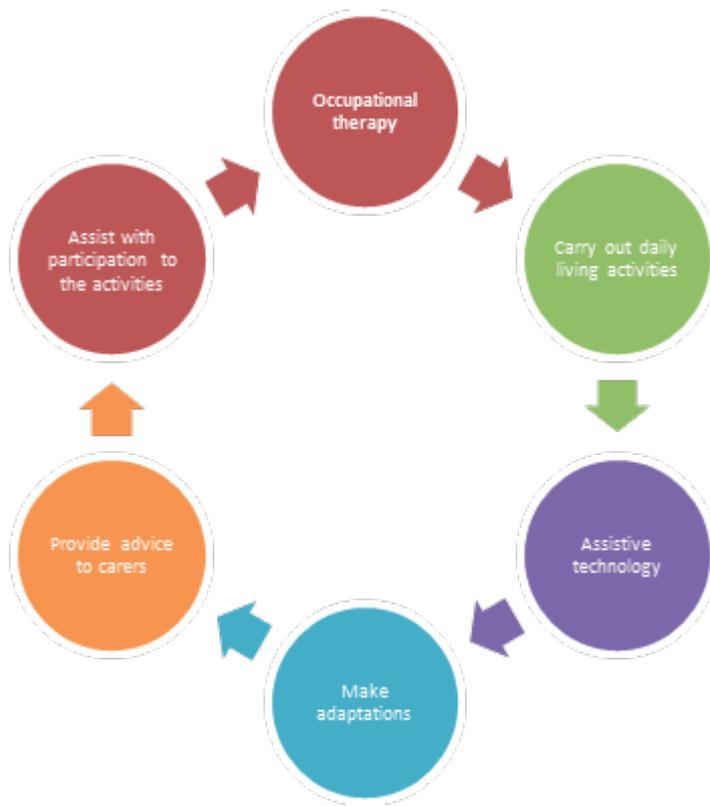 Occupational
therapy
Carry out daily
living activities
Assistive
technology
Make
adaptations
Provide advice
to carers
Assist with
participation to
the activities